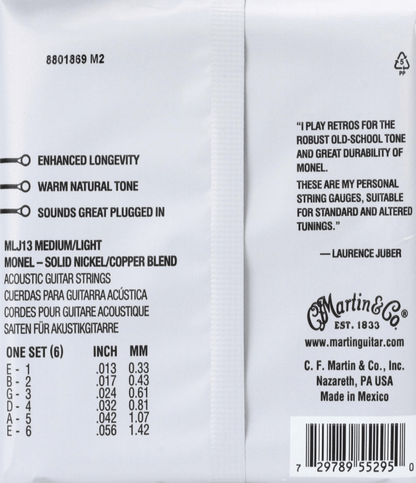 8801869 M2
ENHANCED LONGEVITY
WARM NATURAL TONE
SOUNDS GREAT PLUGGED IN
MLJ13 MEDIUM/LIGHT
MONEL – SOLID NICKEL/COPPER BLEND
ACOUSTIC GUITAR STRINGS
CUERDAS PARA GUITARRA ACÚSTICA
CORDES POUR GUITARE ACOUSTIQUE
SAITEN FÜR AKUSTIKGITARRE
ONE SET (6) INCH MM
E - 1 .013 0.33
B - 2 .017 0.43
G - 3 .024 0.61
D - 4 .032 0.81
A - 5 .042 1.07
E - 6 .056 1.42
5
PP
“I PLAY RETROS FOR THE
ROBUST OLD-SCHOOL TONE
AND GREAT DURABILITY OF
MONEL.
THESE ARE MY PERSONAL
STRING GAUGES, SUITABLE
FOR STANDARD AND ALTERED
TUNINGS.”
—LAURENCE JUBER
Martin & Co.®
EST. 1833
www.martinguitar.com
C. F. Martin & Co., Inc.
Nazareth, PA USA
Made in Mexico
7 29789 55295 0